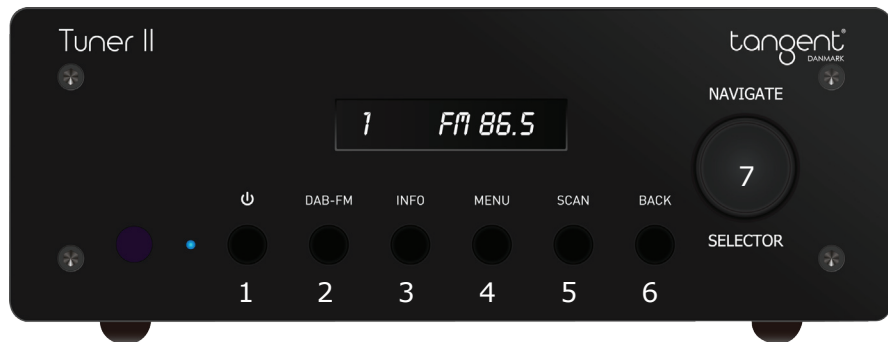 Tuner II
tangent®
DANMARK
NAVIGATE
1 FM 86.5
7
DAB-FM INFO MENU SCAN BACK
SELECTOR
1 2 3 4 5 6